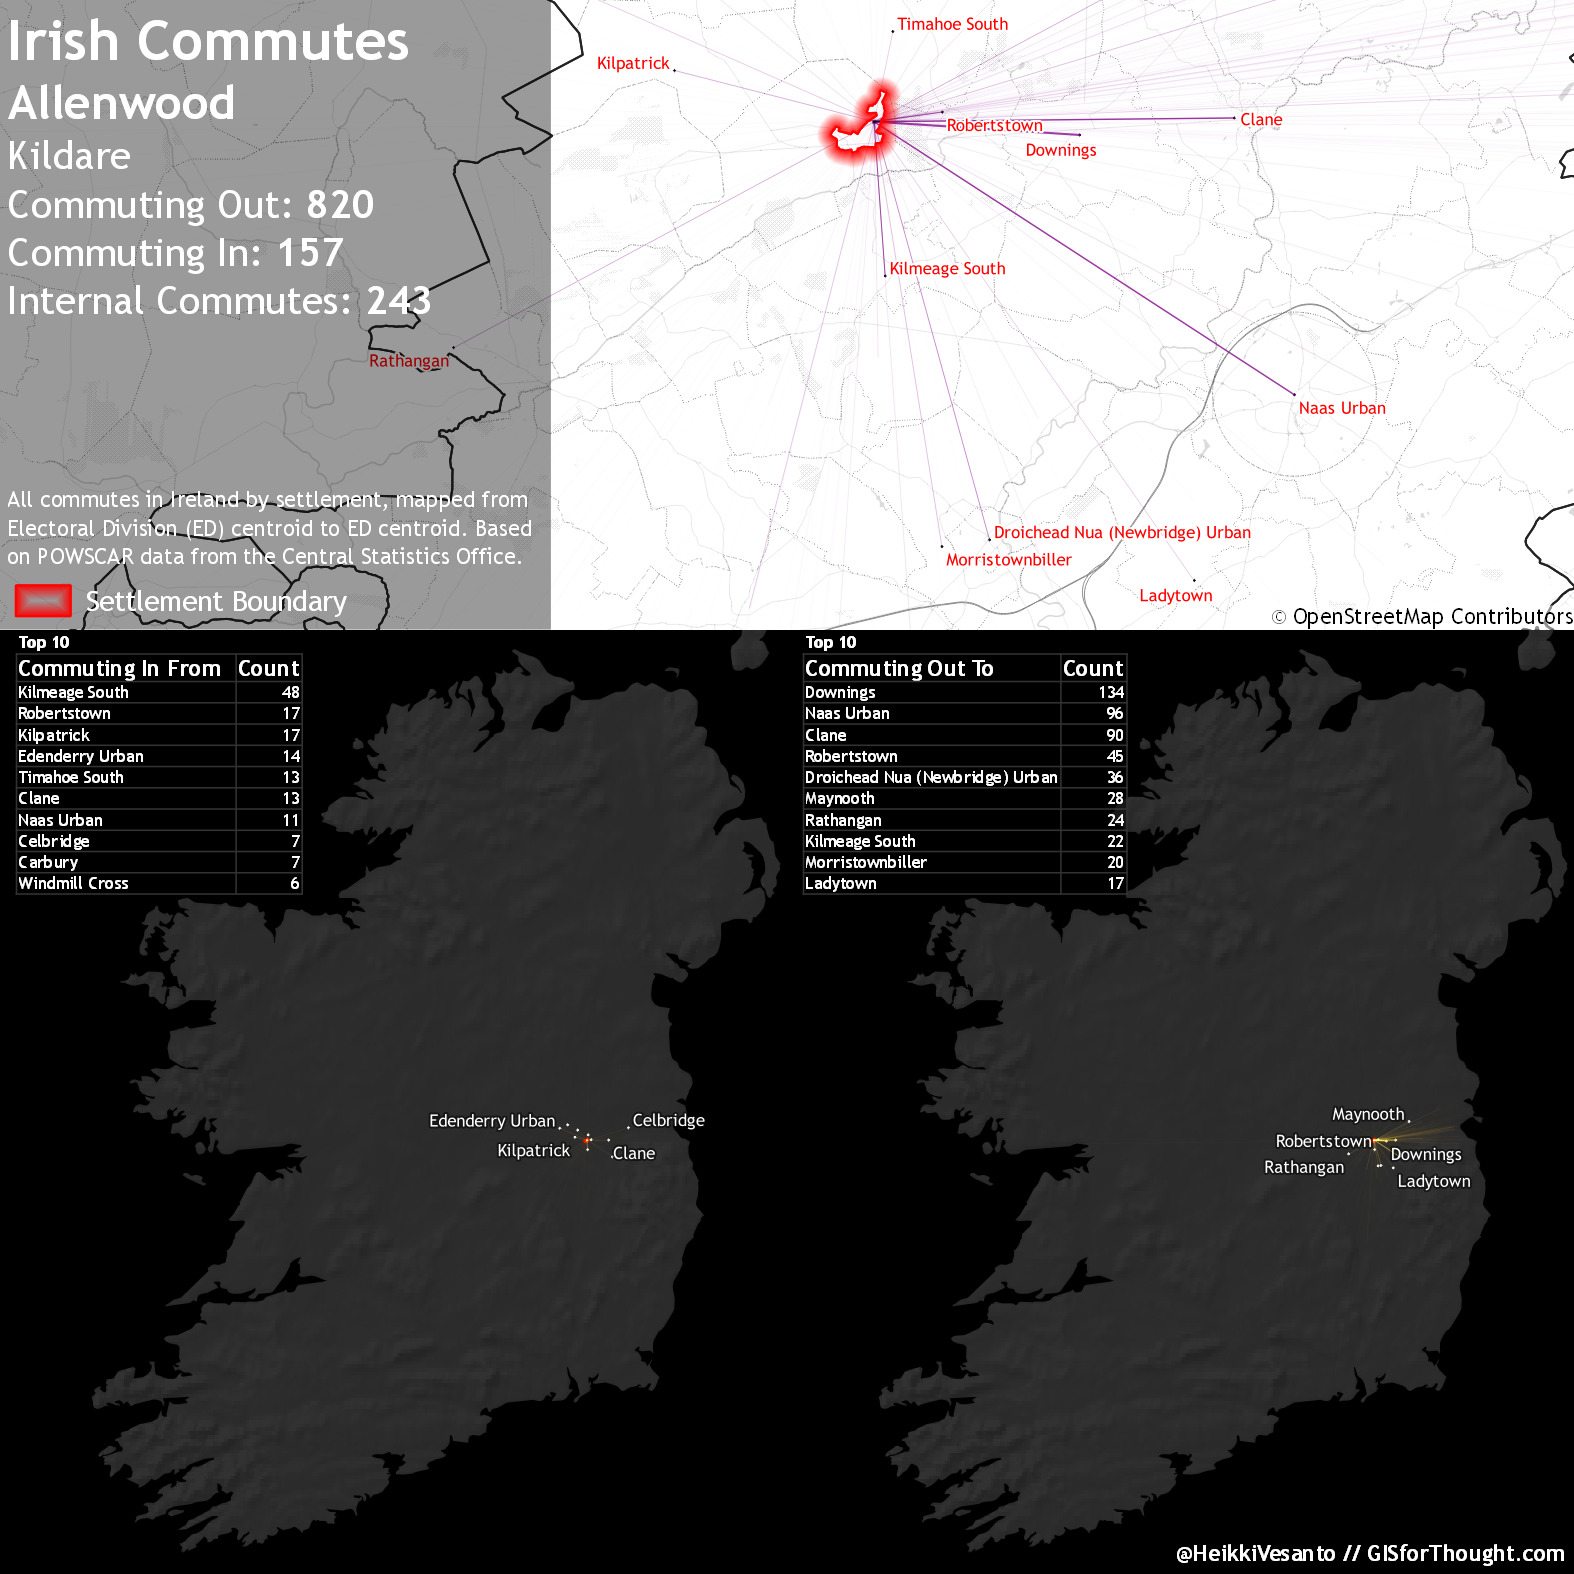 Irish Commutes
Allenwood
Kildare
Commuting Out: 820
Commuting In: 157
Internal Commutes: 243
Rathangan
All commutes in Ireland by settlement, mapped from
Electoral Division (ED) centroid to ED centroid. Based
on POWSCAR data from the Central Statistics Office.
Settlement Boundary
Timahoe South
Kilpatrick
Robertstown
Clane
Downings
Kilmeage South
Naas Urban
Droichead Nua (Newbridge) Urban
Morristownbiller
Ladytown
© OpenStreetMap Contributors
Top 10
Commuting In From Count
Kilmeage South 48
Robertstown 17
Kilpatrick 17
Edenderry Urban 14
Timahoe South 13
Clane 13
Naas Urban 11
Celbridge 7
Carbury 7
Windmill Cross 6
Edenderry Urban
Celbridge
Kilpatrick
Clane
Top 10
Commuting Out To Count
Downings 134
Naas Urban 96
Clane 90
Robertstown 45
Droichead Nua (Newbridge) Urban 36
Maynooth 28
Rathangan 24
Kilmeage South 22
Morristownbiller 20
Ladytown 17
Maynooth
Robertstown
Downings
Rathangan
Ladytown
@HeikkiVesanto // GISforThought.com